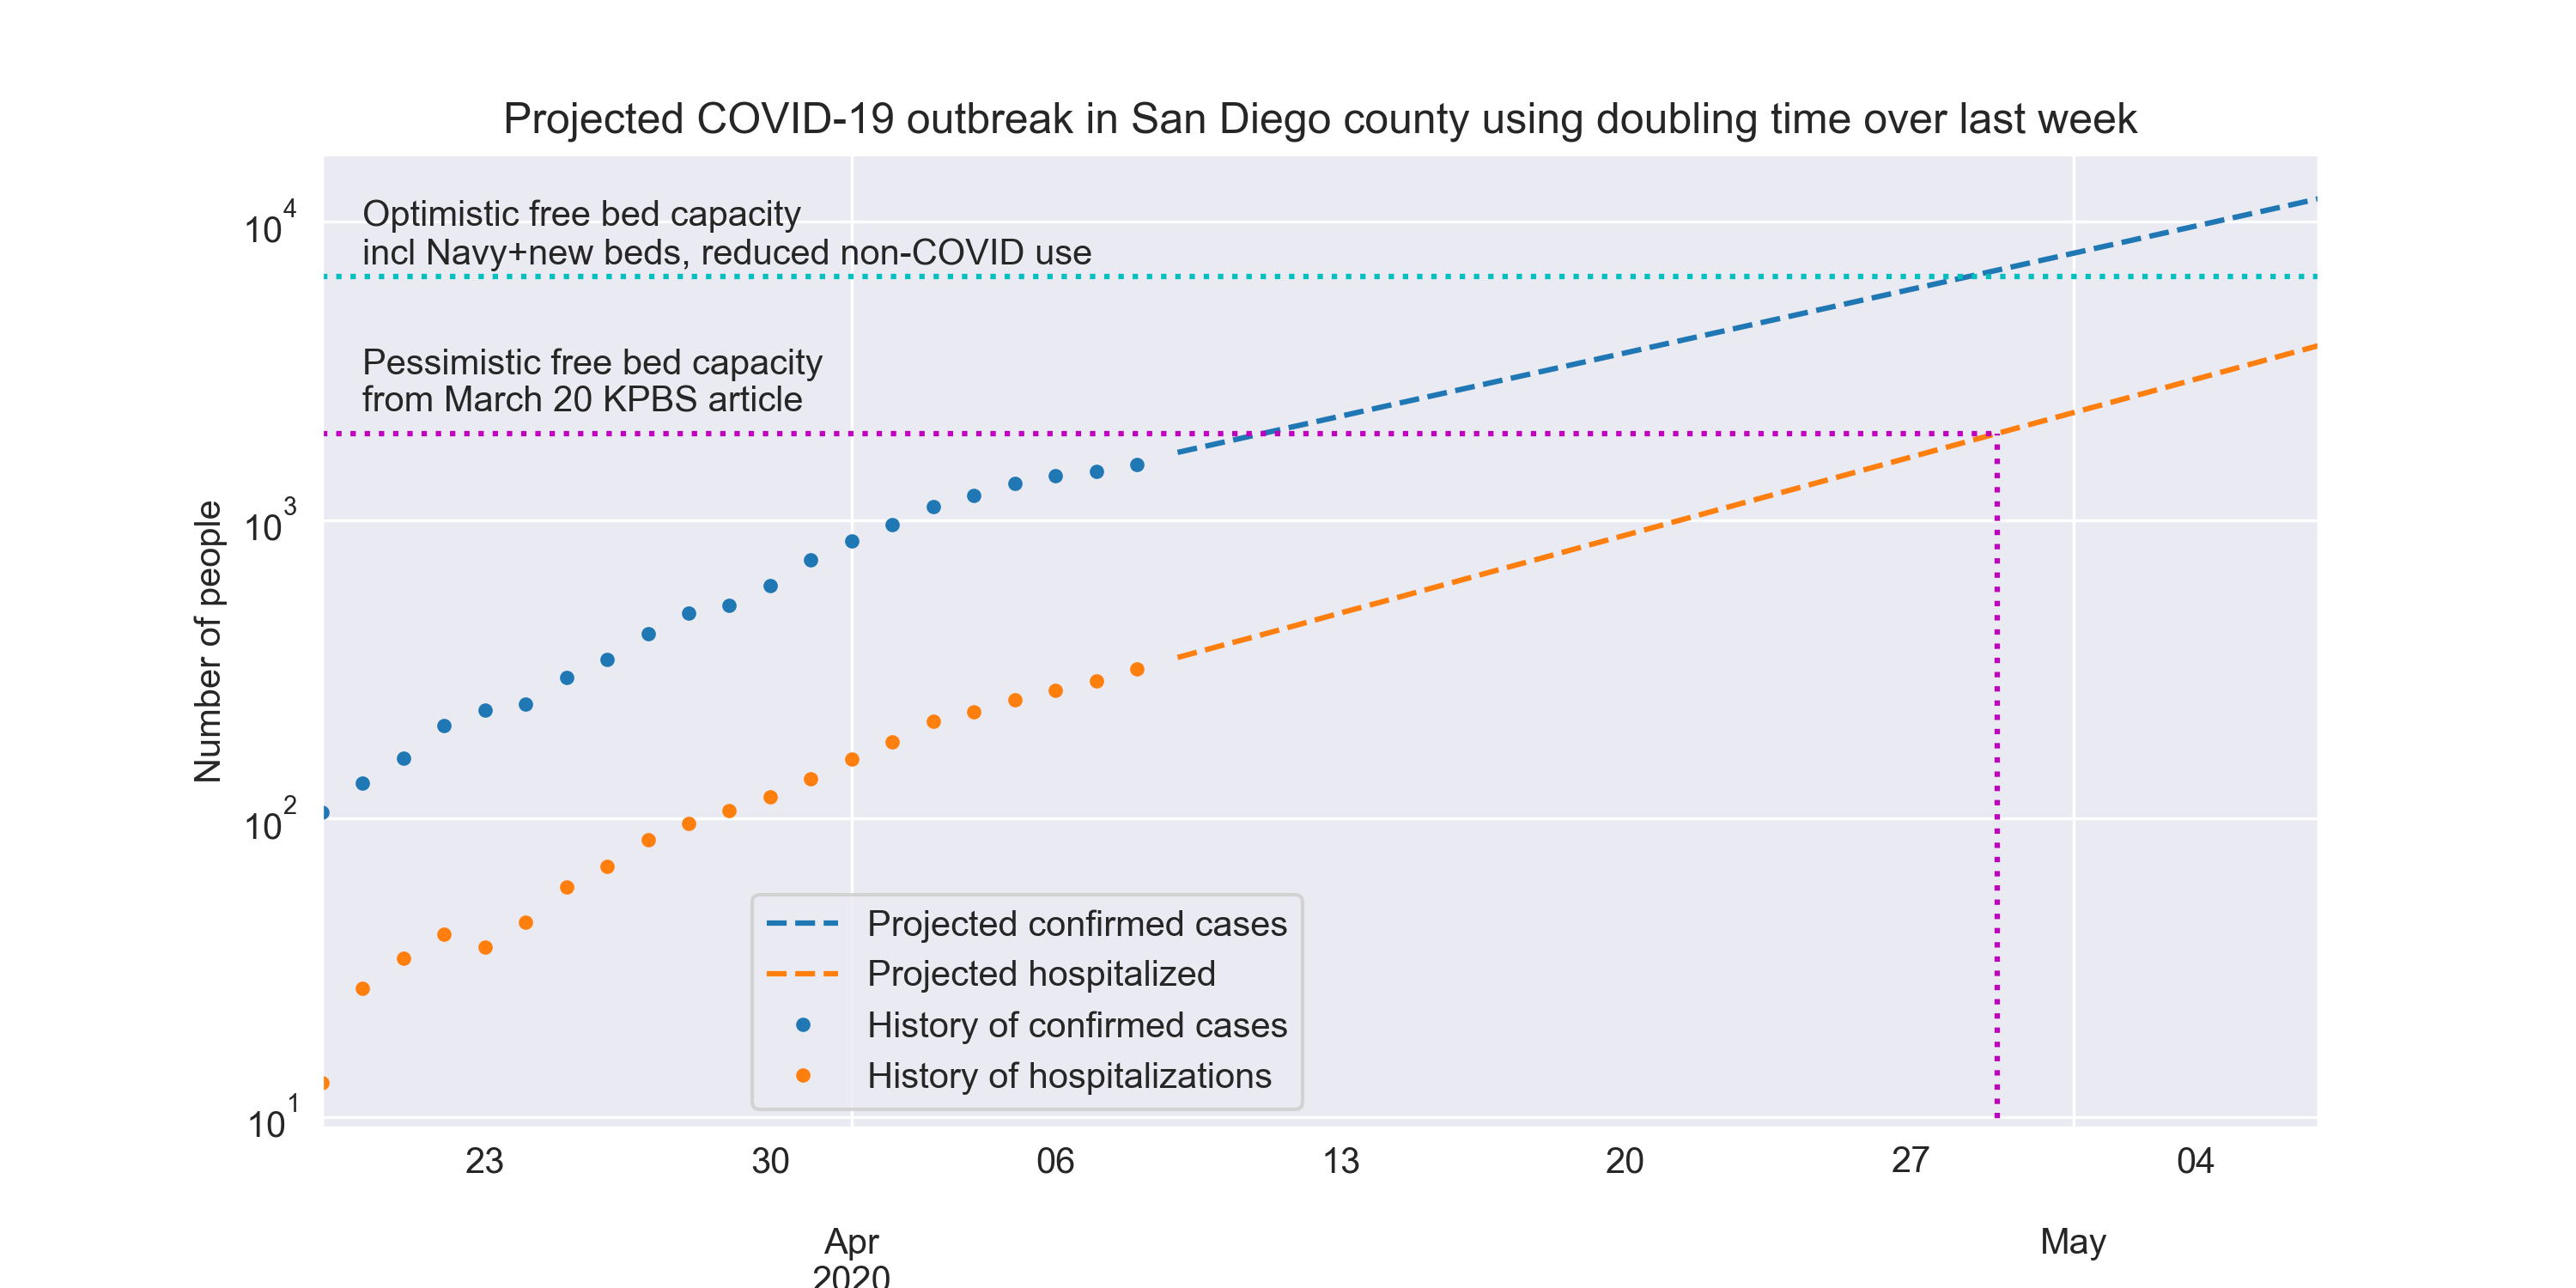 Projected COVID-19 outbreak in San Diego county using doubling time over last week
Optimistic free bed capacity
incl Navy+new beds, reduced non-COVID use
Pessimistic free bed capacity
from March 20 KPBS article
Number of people
10^4
10^3
10^2
10^1
Projected confirmed cases
Projected hospitalized
History of confirmed cases
History of hospitalizations
23 30 06 13 20 27 04
Apr May
2020